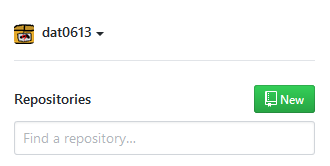 dat0613
Repositories
New
Find a repository...